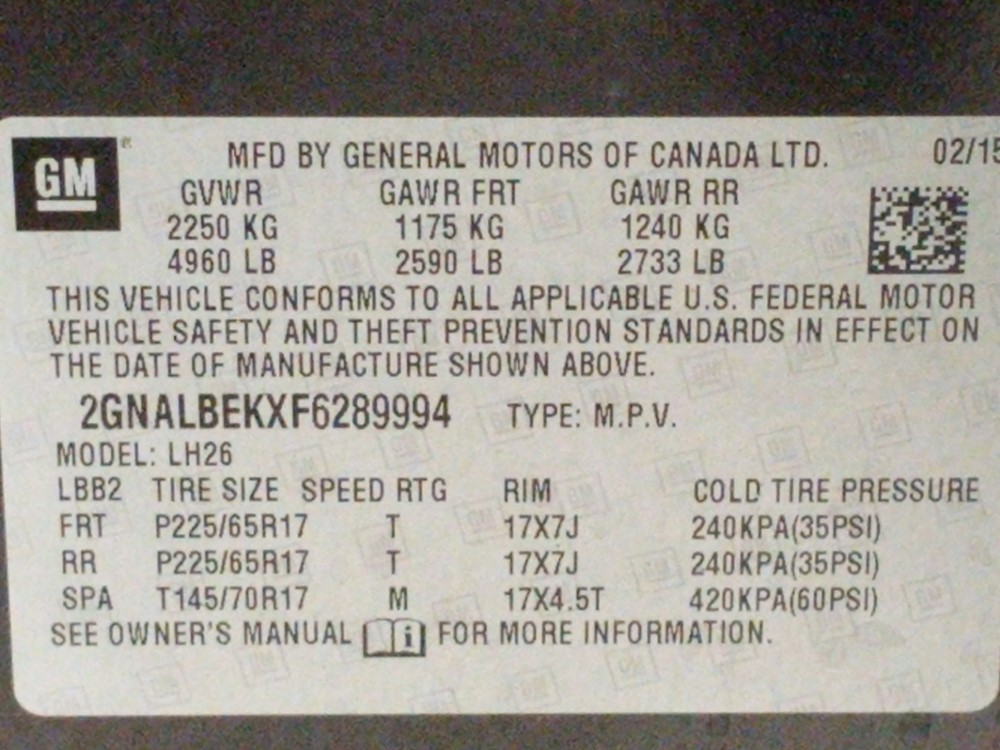 GM
MFD BY GENERAL MOTORS OF CANADA LTD. 02/15
GVWR GAWR FRT GAWR RR
2250 KG 1175 KG 1240 KG
4960 LB 2590 LB 2733 LB
THIS VEHICLE CONFORMS TO ALL APPLICABLE U.S. FEDERAL MOTOR
VEHICLE SAFETY AND THEFT PREVENTION STANDARDS IN EFFECT ON
THE DATE OF MANUFACTURE SHOWN ABOVE.
2GNALBEKXF6289994 TYPE: M.P.V.
MODEL: LH26
LBB2 TIRE SIZE SPEED RTG RIM COLD TIRE PRESSURE
FRT P225/65R17 T 17X7J 240KPA(35PSI)
RR P225/65R17 T 17X7J 240KPA(35PSI)
SPA T145/70R17 M 17X4.5T 420KPA(60PSI)
SEE OWNER'S MANUAL i FOR MORE INFORMATION.